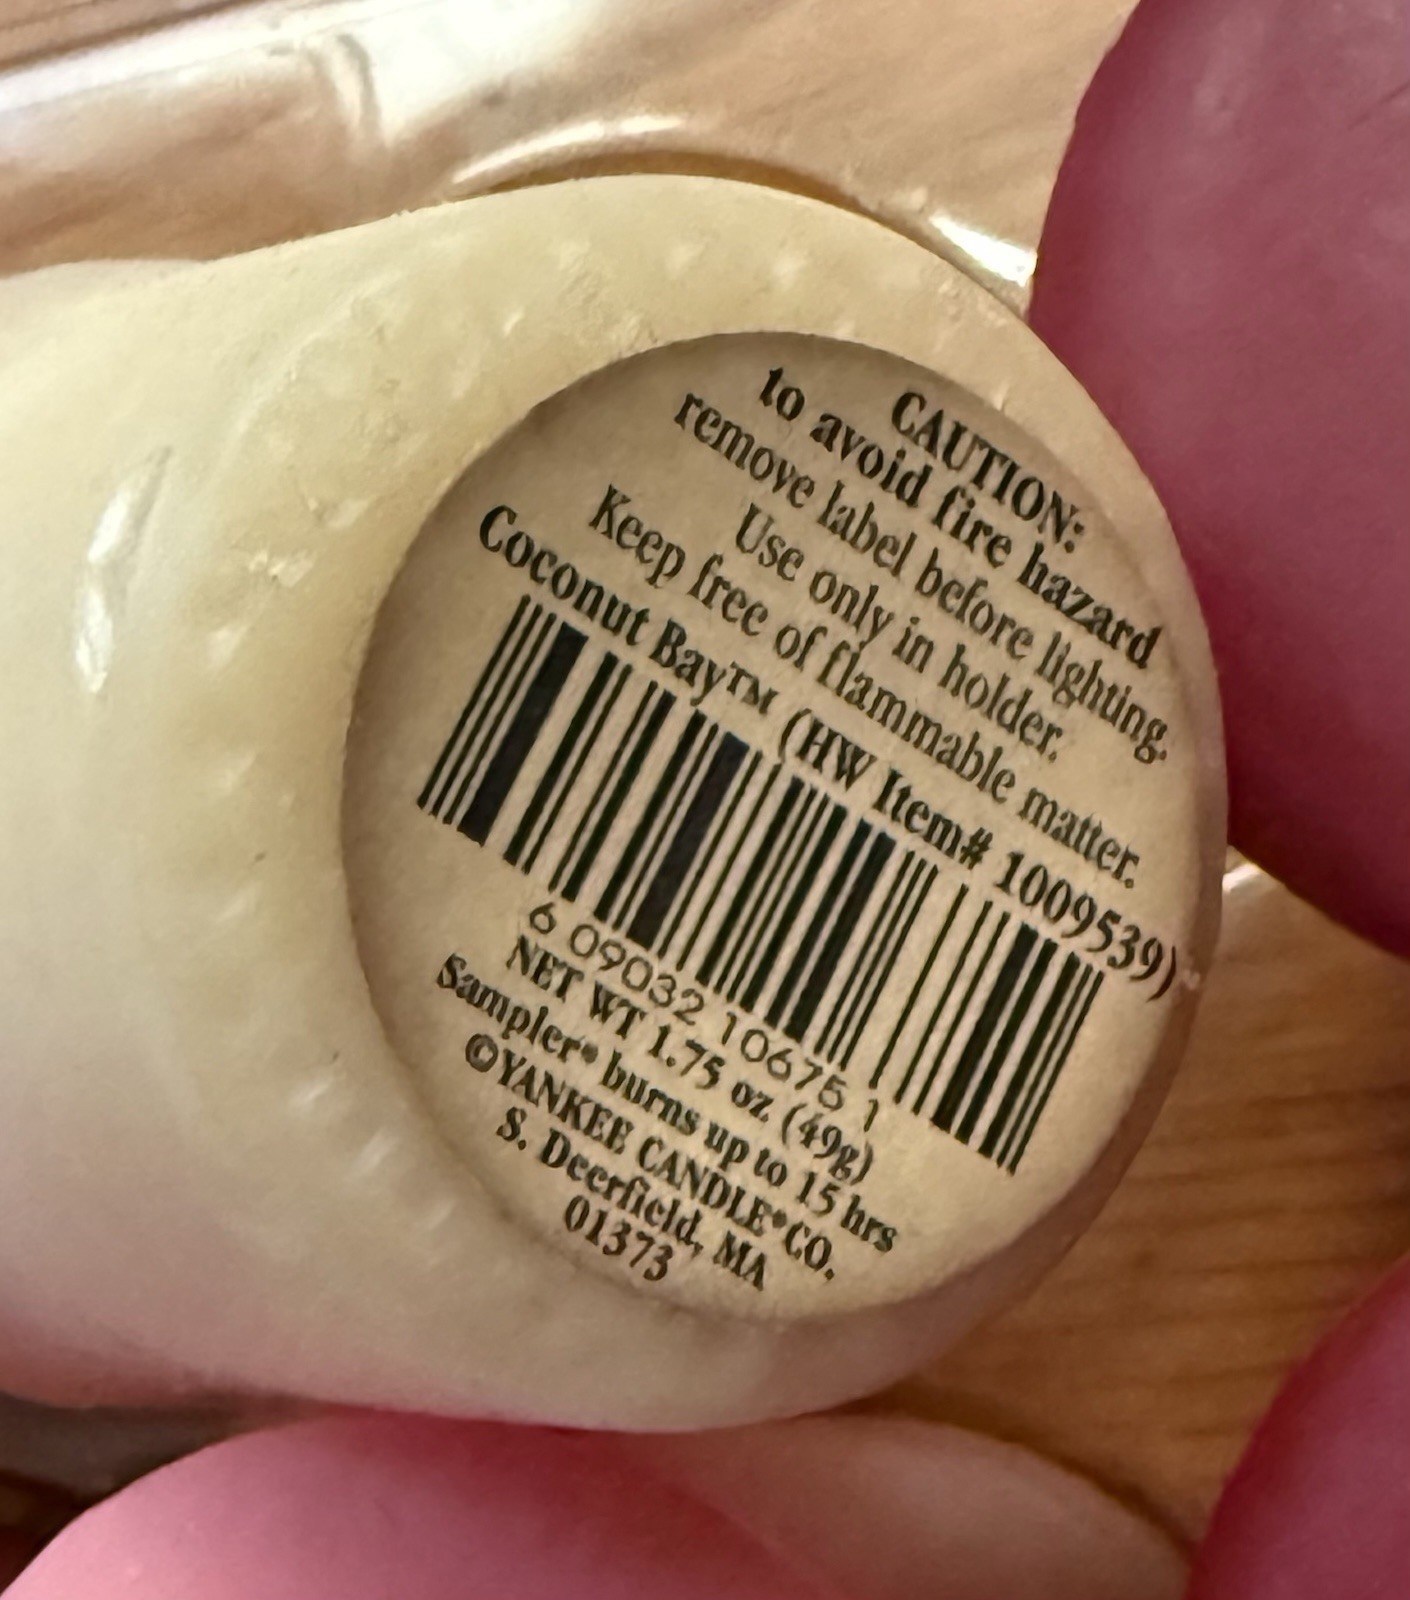 CAUTION:
to avoid fire hazard
remove label before lighting.
Use only in holder.
Keep free of flammable matter.
Coconut Bay™ (HW Item# 1009539)
6 09032 10675 1
NET WT 1.75 oz (49g)
Sampler® burns up to 15 hrs
©YANKEE CANDLE®CO.
S. Deerfield, MA
01373